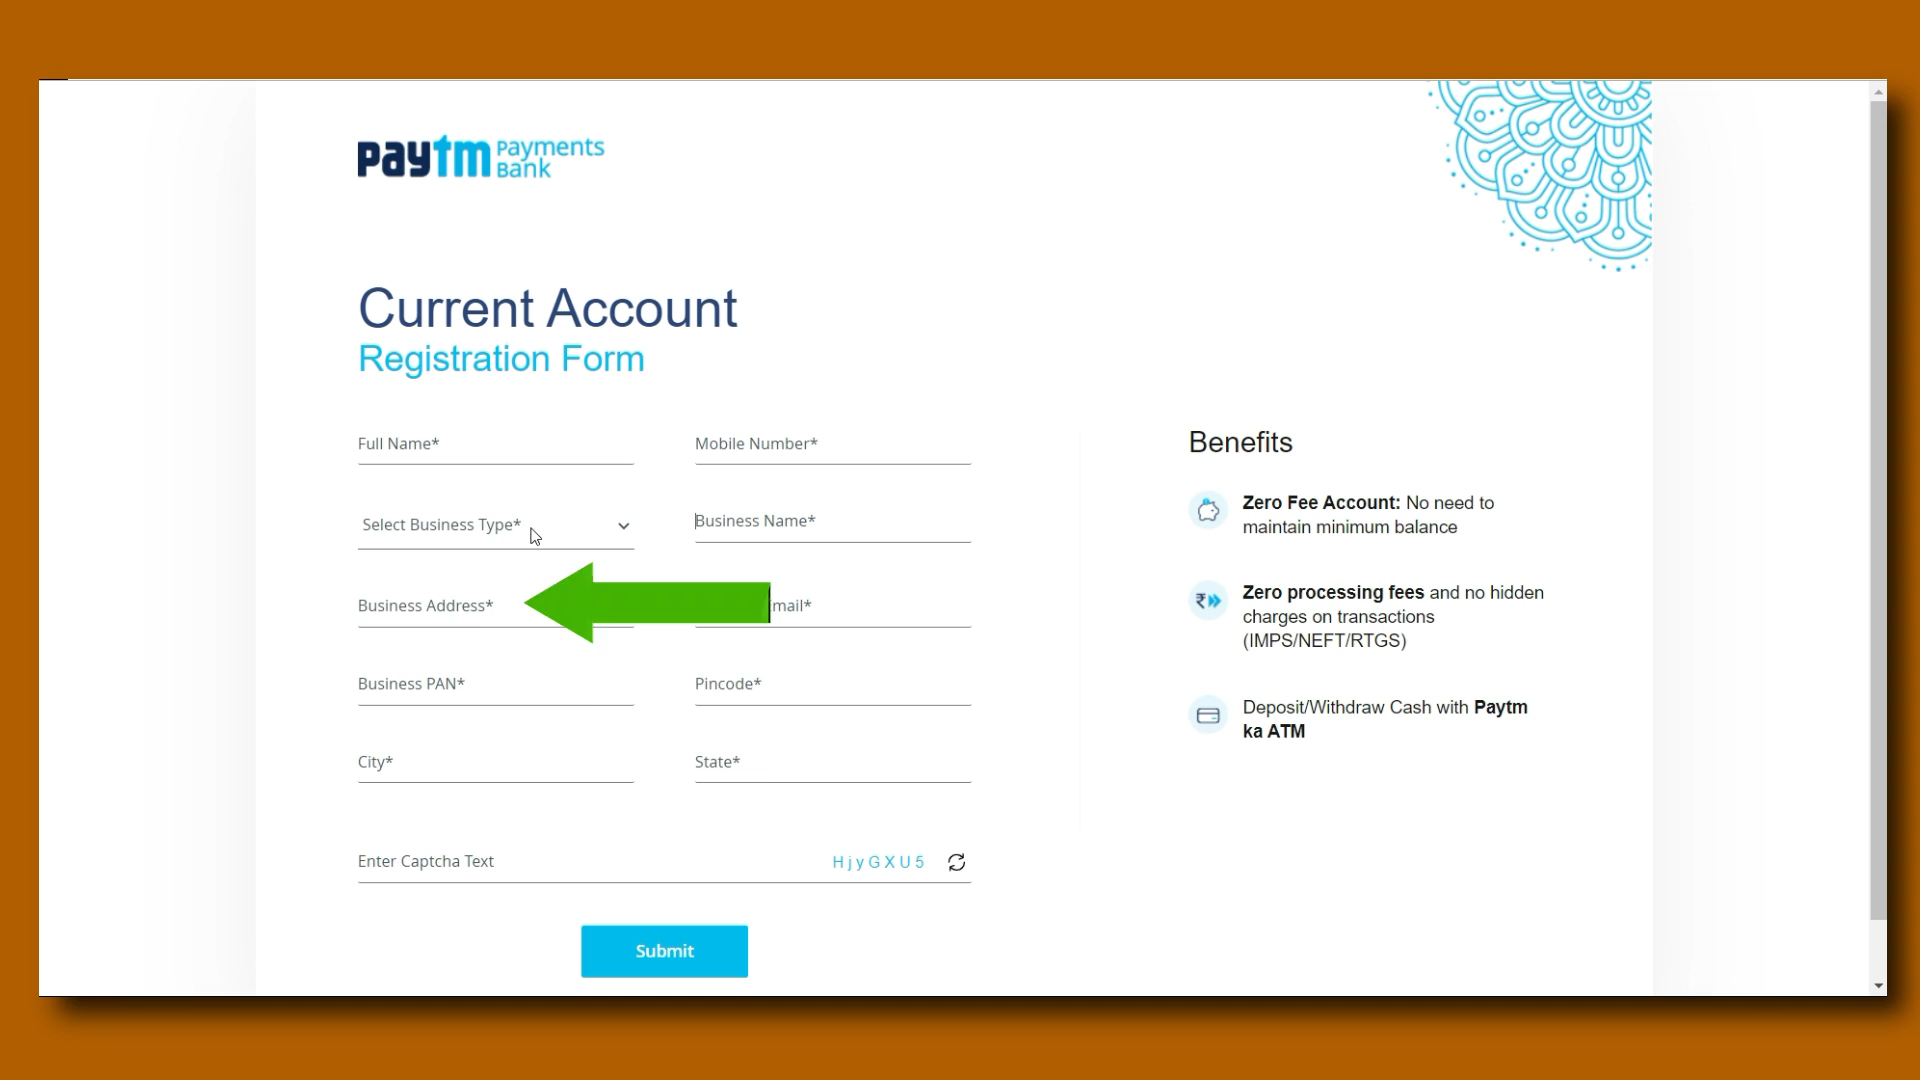 paytm Payments
Bank
Current Account
Registration Form
Full Name*
Mobile Number*
Select Business Type*
Business Name*
Business Address*
mail*
Business PAN*
Pincode*
City*
State*
Enter Captcha Text
HjyGXU5
Submit
Benefits
Zero Fee Account: No need to
maintain minimum balance
Zero processing fees and no hidden
charges on transactions
(IMPS/NEFT/RTGS)
Deposit/Withdraw Cash with Paytm
ka ATM